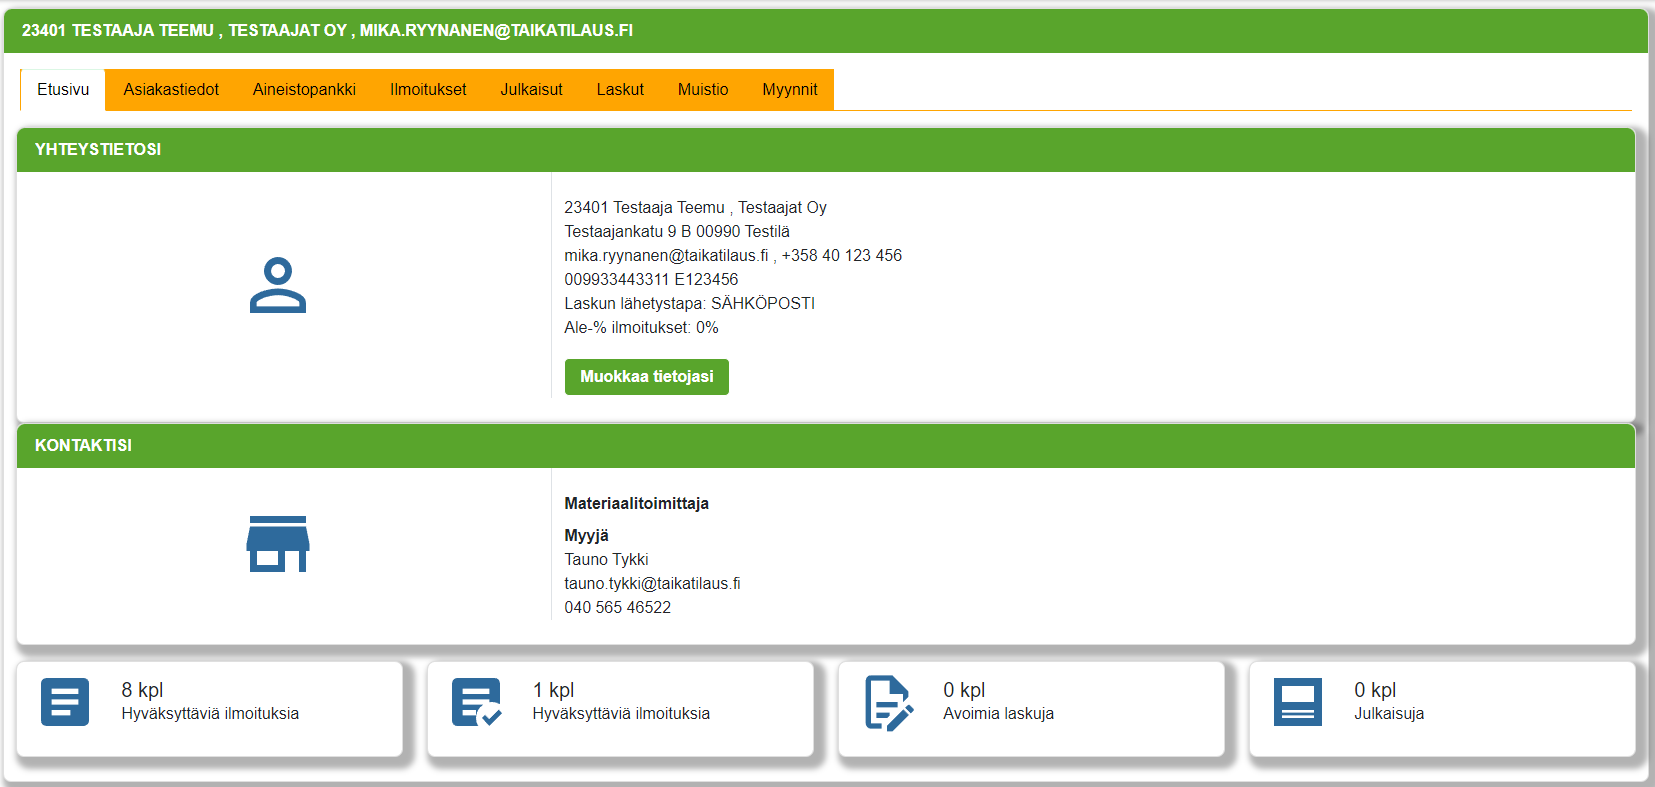 23401 TESTAAJA TEEMU , TESTAAJAT OY , MIKA.RYYNANEN@TAIKATILAUS.FI
Etusivu Asiakastiedot Aineistopankki Ilmoitukset Julkaisut Laskut Muistio Myynnit
YHTEYSTIETOSI
23401 Testaaja Teemu , Testaajat Oy
Testaajankatu 9 B 00990 Testilä
mika.ryynanen@taikatilaus.fi , +358 40 123 456
009933443311 E123456
Laskun lähetystapa: SÄHKÖPOSTI
Ale-% ilmoitukset: 0%
Muokkaa tietojasi
KONTAKTISI
Materiaalitoimittaja
Myyjä
Tauno Tykki
tauno.tykki@taikatilaus.fi
040 565 46522
8 kpl
Hyväksyttäviä ilmoituksia
1 kpl
Hyväksyttäviä ilmoituksia
0 kpl
Avoimia laskuja
0 kpl
Julkaisuja